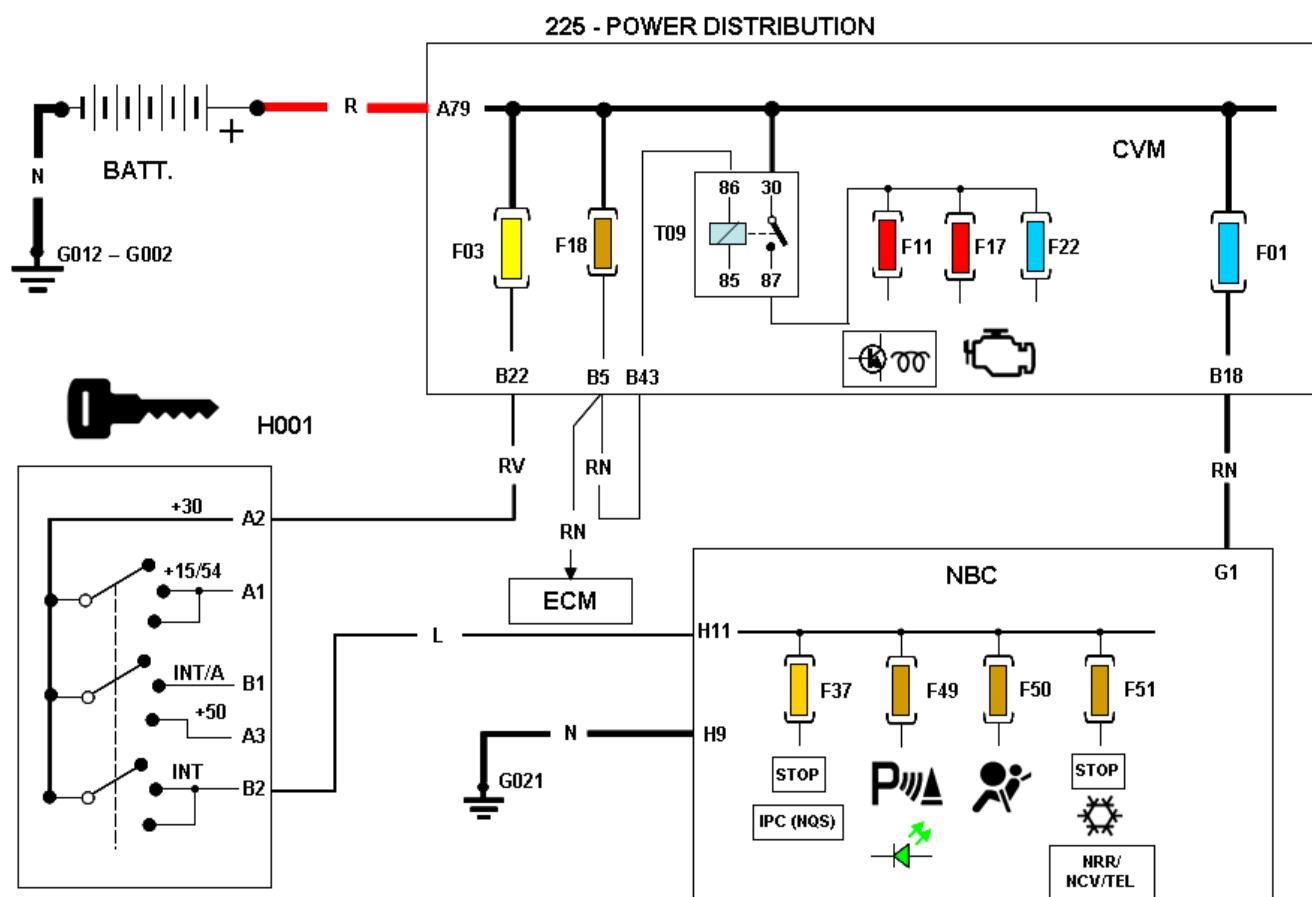 225 - POWER DISTRIBUTION
R
A79
+
N
BATT.
CVM
86 30
T09
85 87
F03
F18
F11
F17
F22
F01
G012 – G002
B22
B5
B43
B18
H001
RV
RN
RN
RN
+30
A2
+15/54
A1
ECM
NBC
G1
L
H11
INT/A
B1
+50
A3
INT
B2
F37
F49
F50
F51
N
H9
G021
STOP
P
STOP
IPC (NQS)
NRR/
NCV/TEL